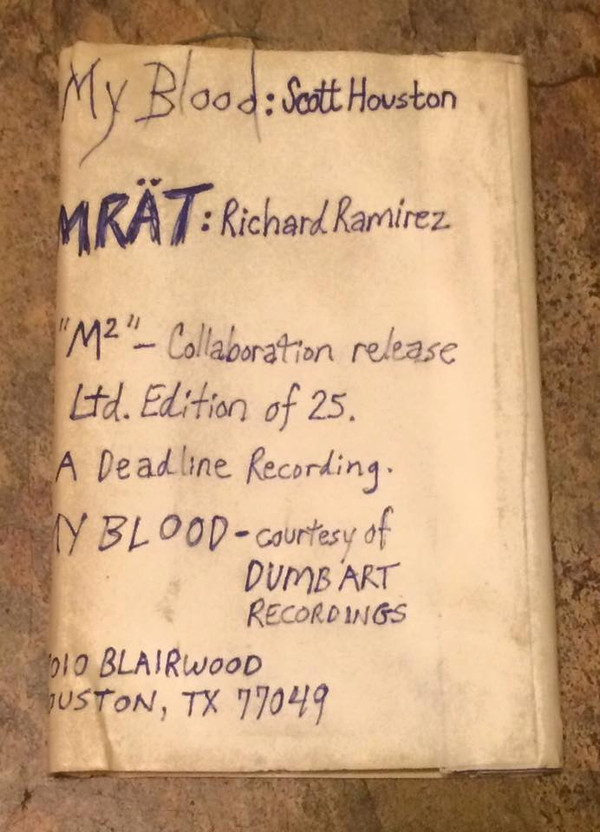 My Blood: Scott Houston
MRÄT: Richard Ramirez
"M²" - Collaboration release
Ltd. Edition of 25.
A Deadline Recording.
MY BLOOD - courtesy of
DUMB ART
RECORDINGS
010 BLAIRWOOD
OUSTON, TX 77049